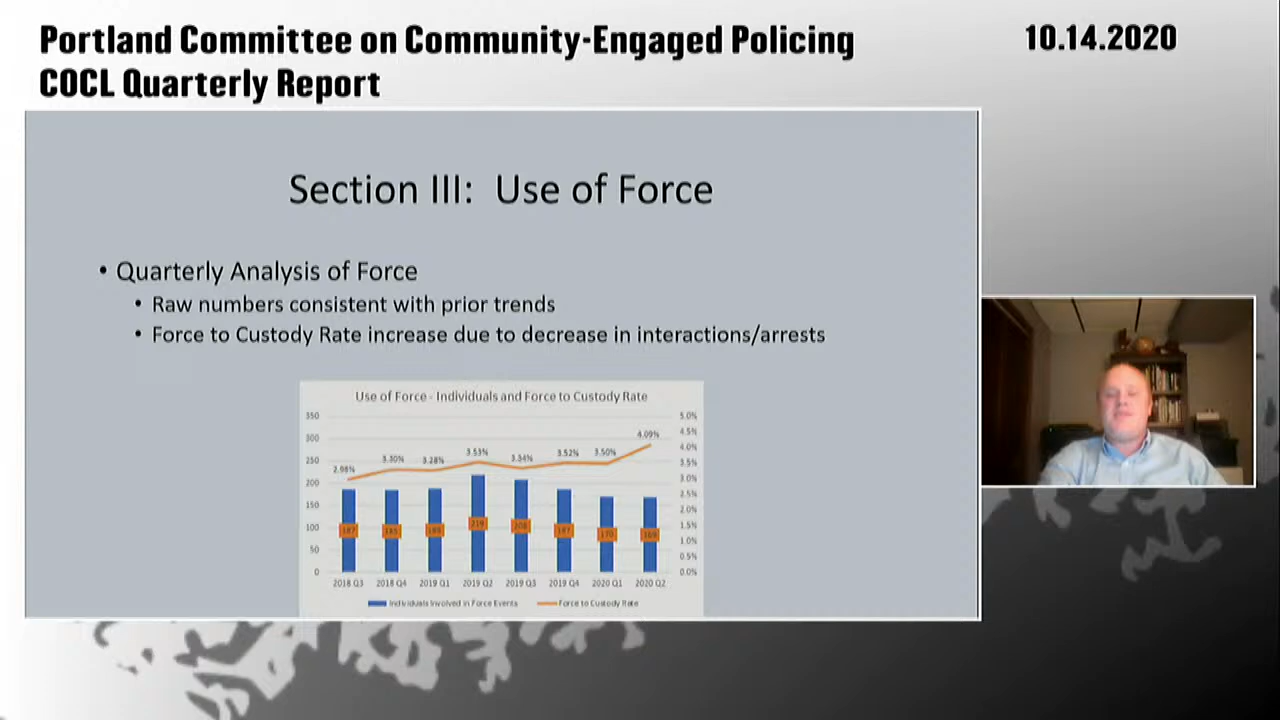 Portland Committee on Community-Engaged Policing
COCL Quarterly Report
10.14.2020
Section III: Use of Force
• Quarterly Analysis of Force
• Raw numbers consistent with prior trends
• Force to Custody Rate increase due to decrease in interactions/arrests
Use of Force - Individuals and Force to Custody Rate
350
300
250
200
150
100
50
0
5.0%
4.5%
4.0%
3.5%
3.0%
2.5%
2.0%
1.5%
1.0%
0.5%
0.0%
2.98%
3.30%
3.28%
3.53%
3.34%
3.52%
3.50%
4.09%
187
219
208
187
170
169
2018 Q3
2018 Q4
2019 Q1
2019 Q2
2019 Q3
2019 Q4
2020 Q1
2020 Q2
Individuals Involved in Force Events
Force to Custody Rate